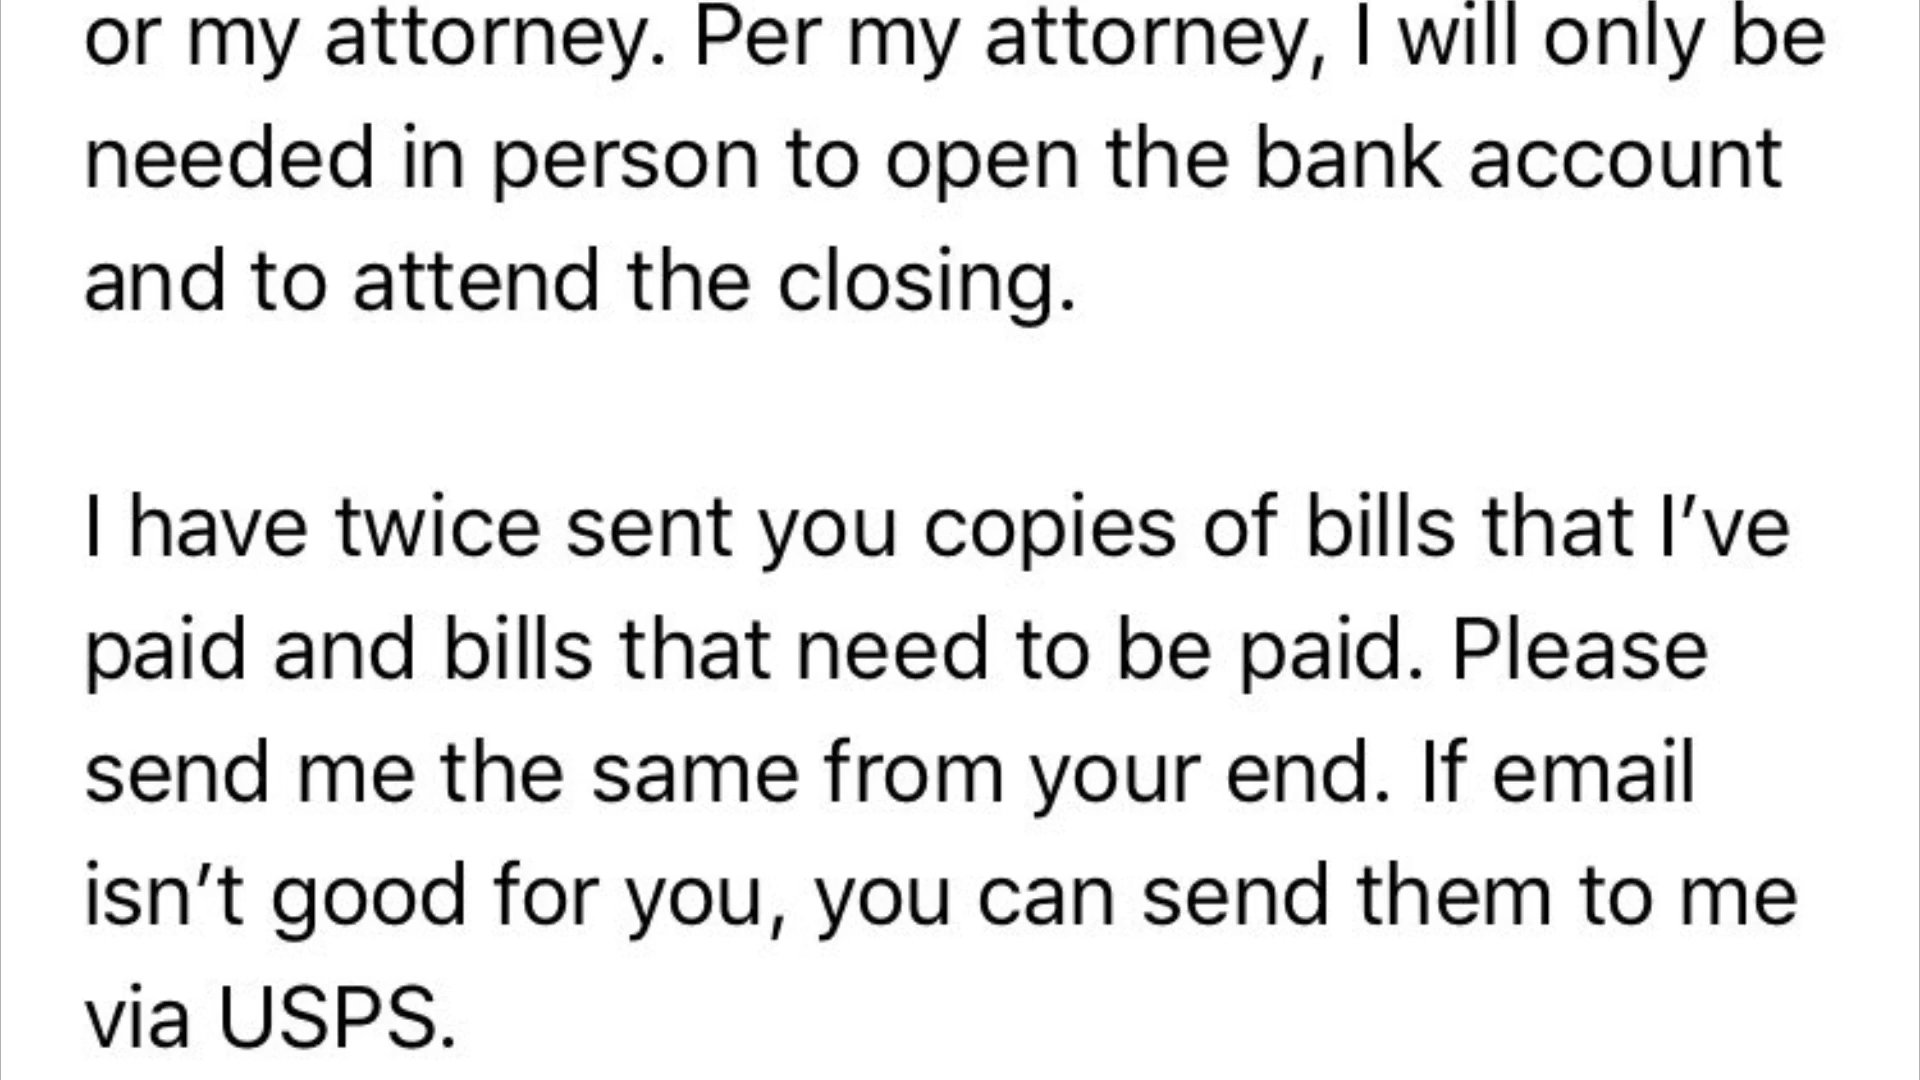 or my attorney. Per my attorney, I will only be
needed in person to open the bank account
and to attend the closing.
I have twice sent you copies of bills that I’ve
paid and bills that need to be paid. Please
send me the same from your end. If email
isn’t good for you, you can send them to me
via USPS.